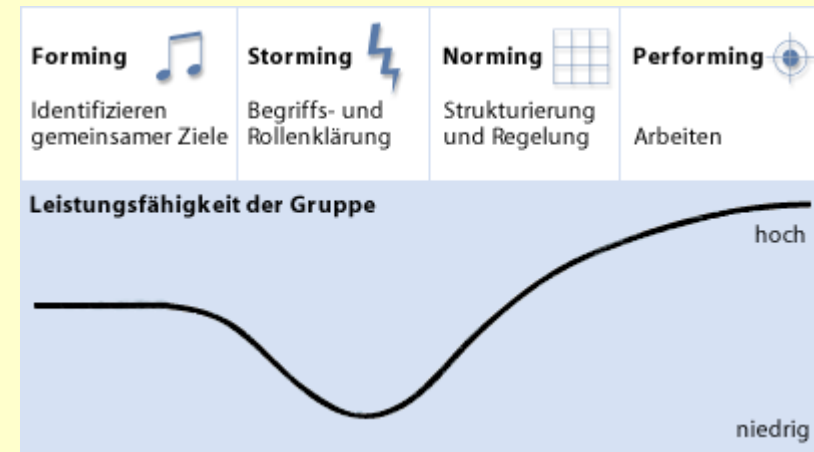 Forming
Identifizieren
gemeinsamer Ziele
Storming
Begriffs- und
Rollenklärung
Norming
Strukturierung
und Regelung
Performing
Arbeiten
Leistungsfähigkeit der Gruppe
hoch
niedrig